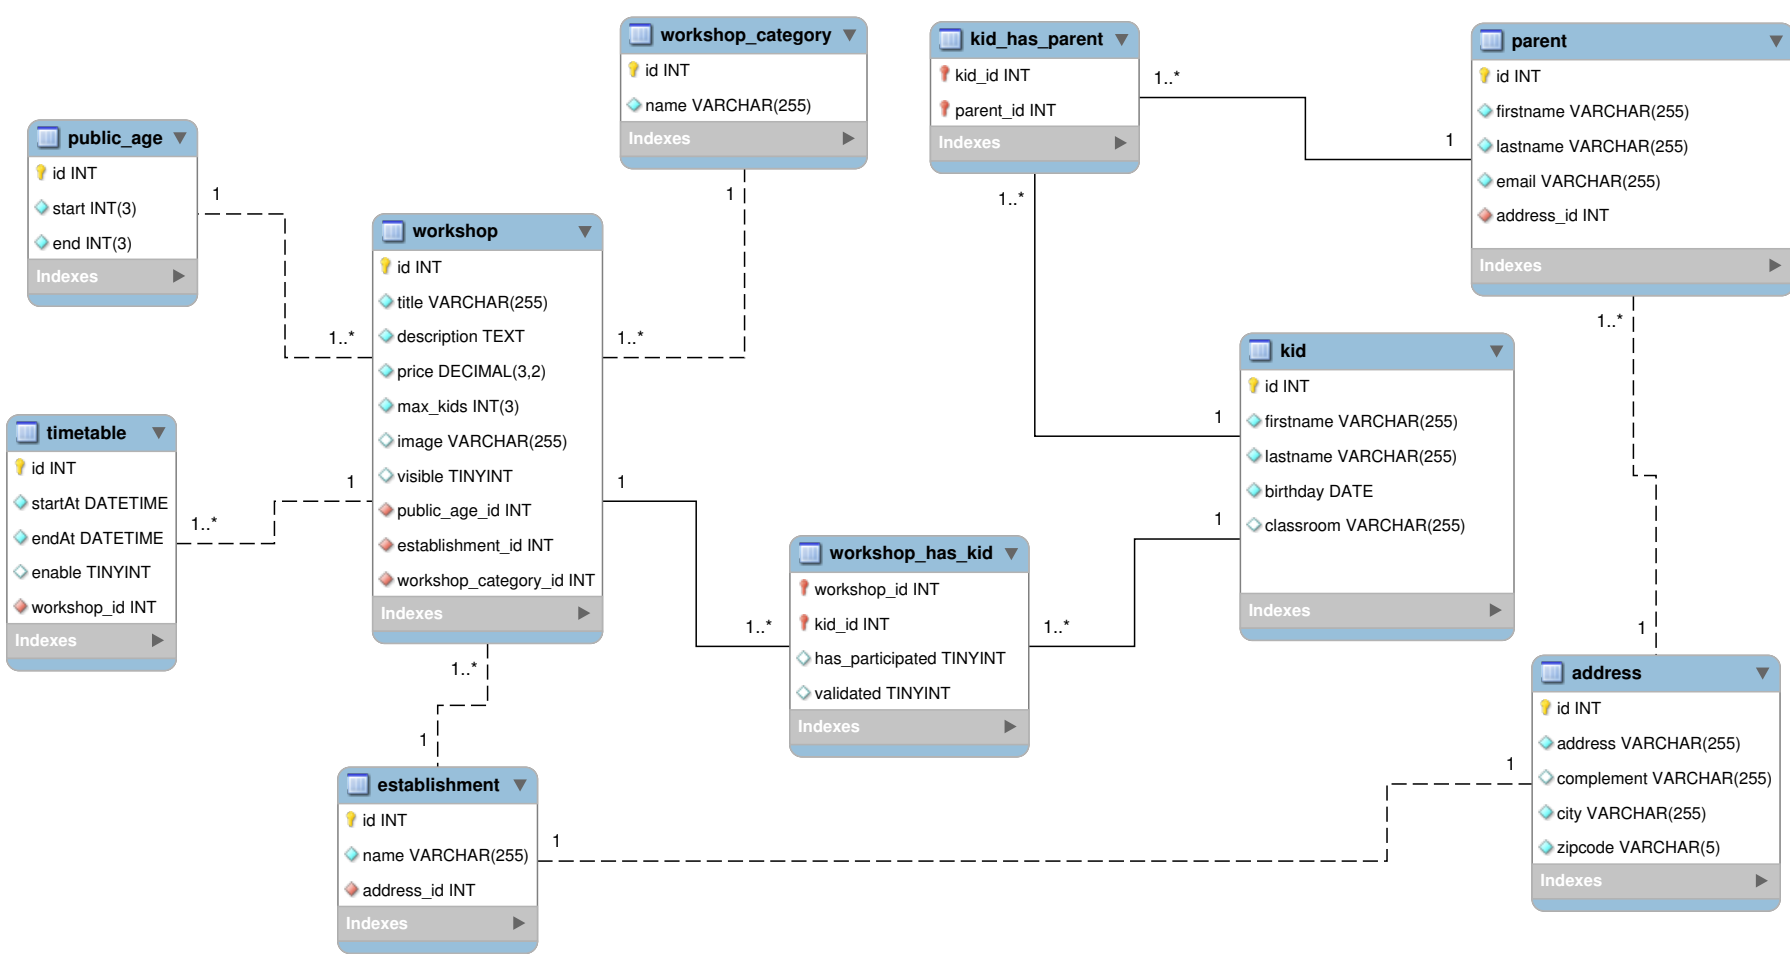 workshop_category
id INT
name VARCHAR(255)
Indexes
kid_has_parent
kid_id INT
parent_id INT
Indexes
parent
id INT
firstname VARCHAR(255)
lastname VARCHAR(255)
email VARCHAR(255)
address_id INT
Indexes
public_age
id INT
start INT(3)
end INT(3)
Indexes
workshop
id INT
title VARCHAR(255)
description TEXT
price DECIMAL(3,2)
max_kids INT(3)
image VARCHAR(255)
visible TINYINT
public_age_id INT
establishment_id INT
workshop_category_id INT
Indexes
timetable
id INT
startAt DATETIME
endAt DATETIME
enable TINYINT
workshop_id INT
Indexes
kid
id INT
firstname VARCHAR(255)
lastname VARCHAR(255)
birthday DATE
classroom VARCHAR(255)
Indexes
workshop_has_kid
workshop_id INT
kid_id INT
has_participated TINYINT
validated TINYINT
Indexes
address
id INT
address VARCHAR(255)
complement VARCHAR(255)
city VARCHAR(255)
zipcode VARCHAR(5)
Indexes
establishment
id INT
name VARCHAR(255)
address_id INT
Indexes
1
1..*
1
1..*
1..*
1
1..*
1
1..*
1
1
1..*
1
1..*
1..*
1
1..*
1
1
1